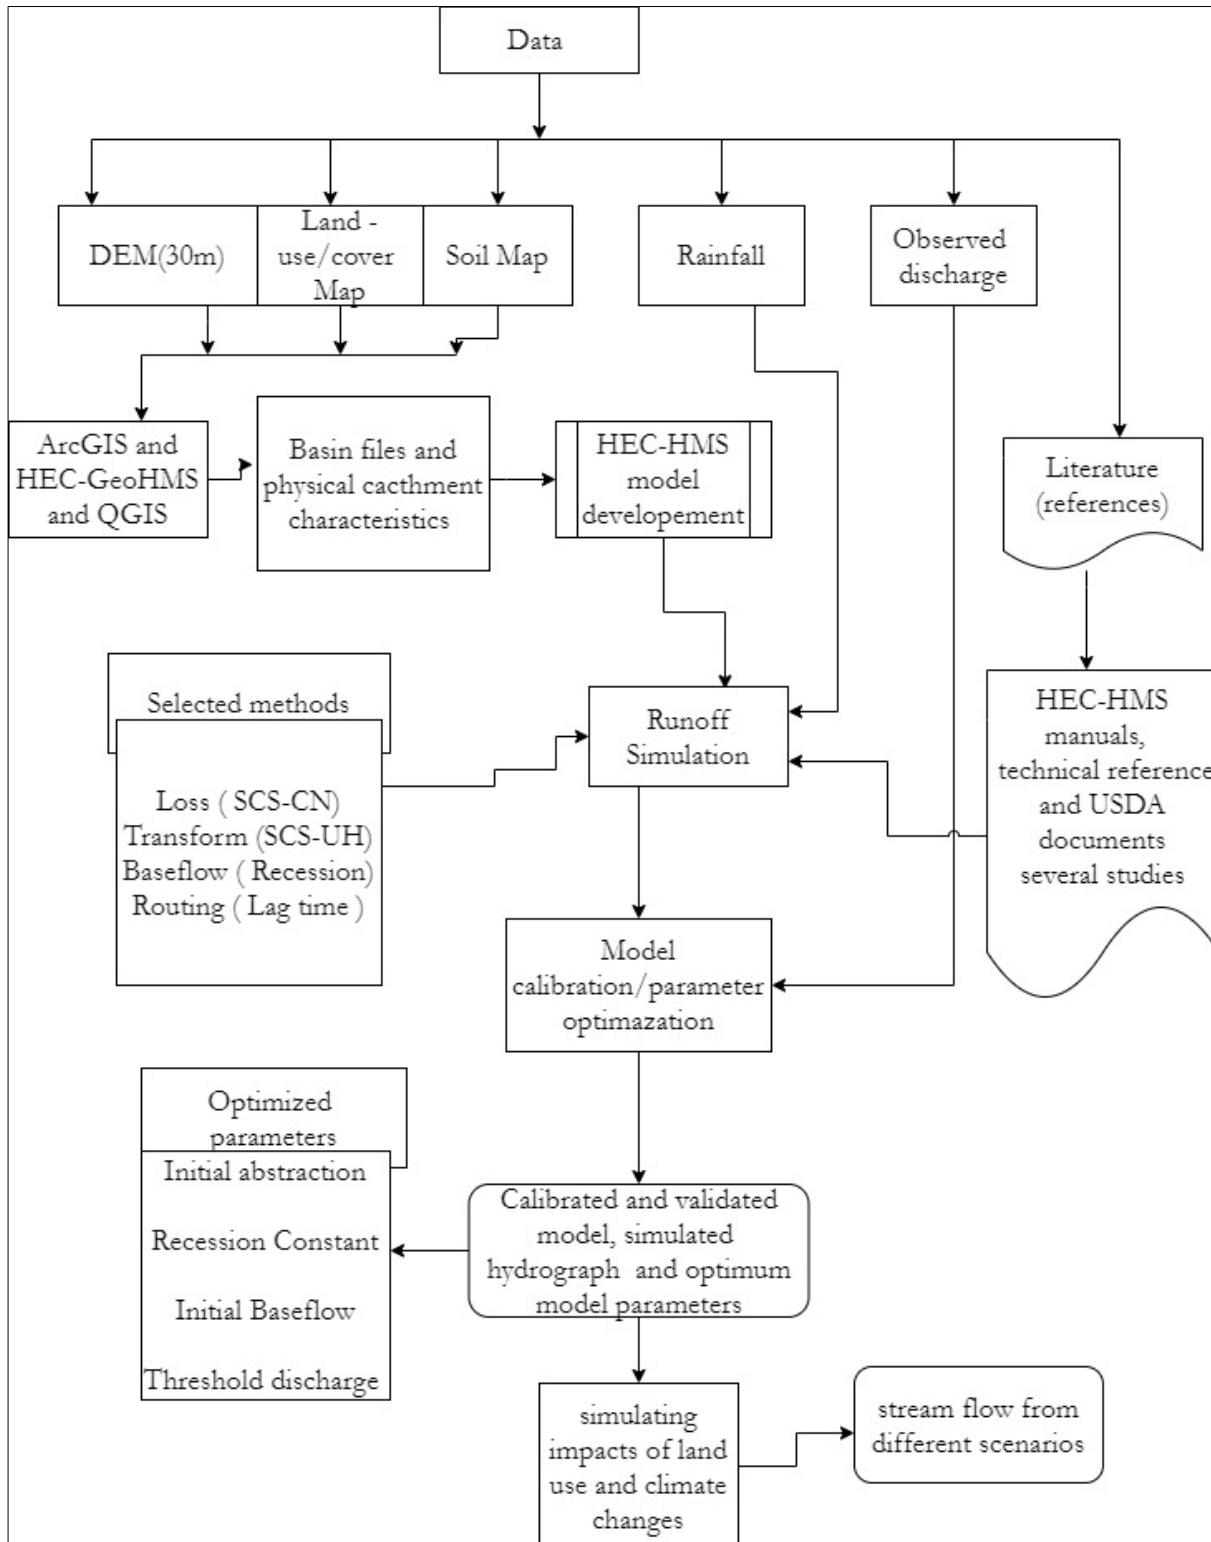 Data
DEM(30m)
Land -
use/cover
Map
Soil Map
Rainfall
Observed
discharge
ArcGIS and
HEC-GeoHMS
and QGIS
Basin files and
physical cacthment
characteristics
HEC-HMS
model
developement
Literature
(references)
Selected methods
Loss ( SCS-CN)
Transform (SCS-UH)
Baseflow ( Recession)
Routing ( Lag time )
Runoff
Simulation
HEC-HMS
manuals,
technical reference
and USDA
documents
several studies
Model
calibration/parameter
optimazation
Optimized
parameters
Initial abstraction
Recession Constant
Initial Baseflow
Threshold discharge
Calibrated and validated
model, simulated
hydrograph and optimum
model parameters
simulating
impacts of land
use and climate
changes
stream flow from
different scenarios